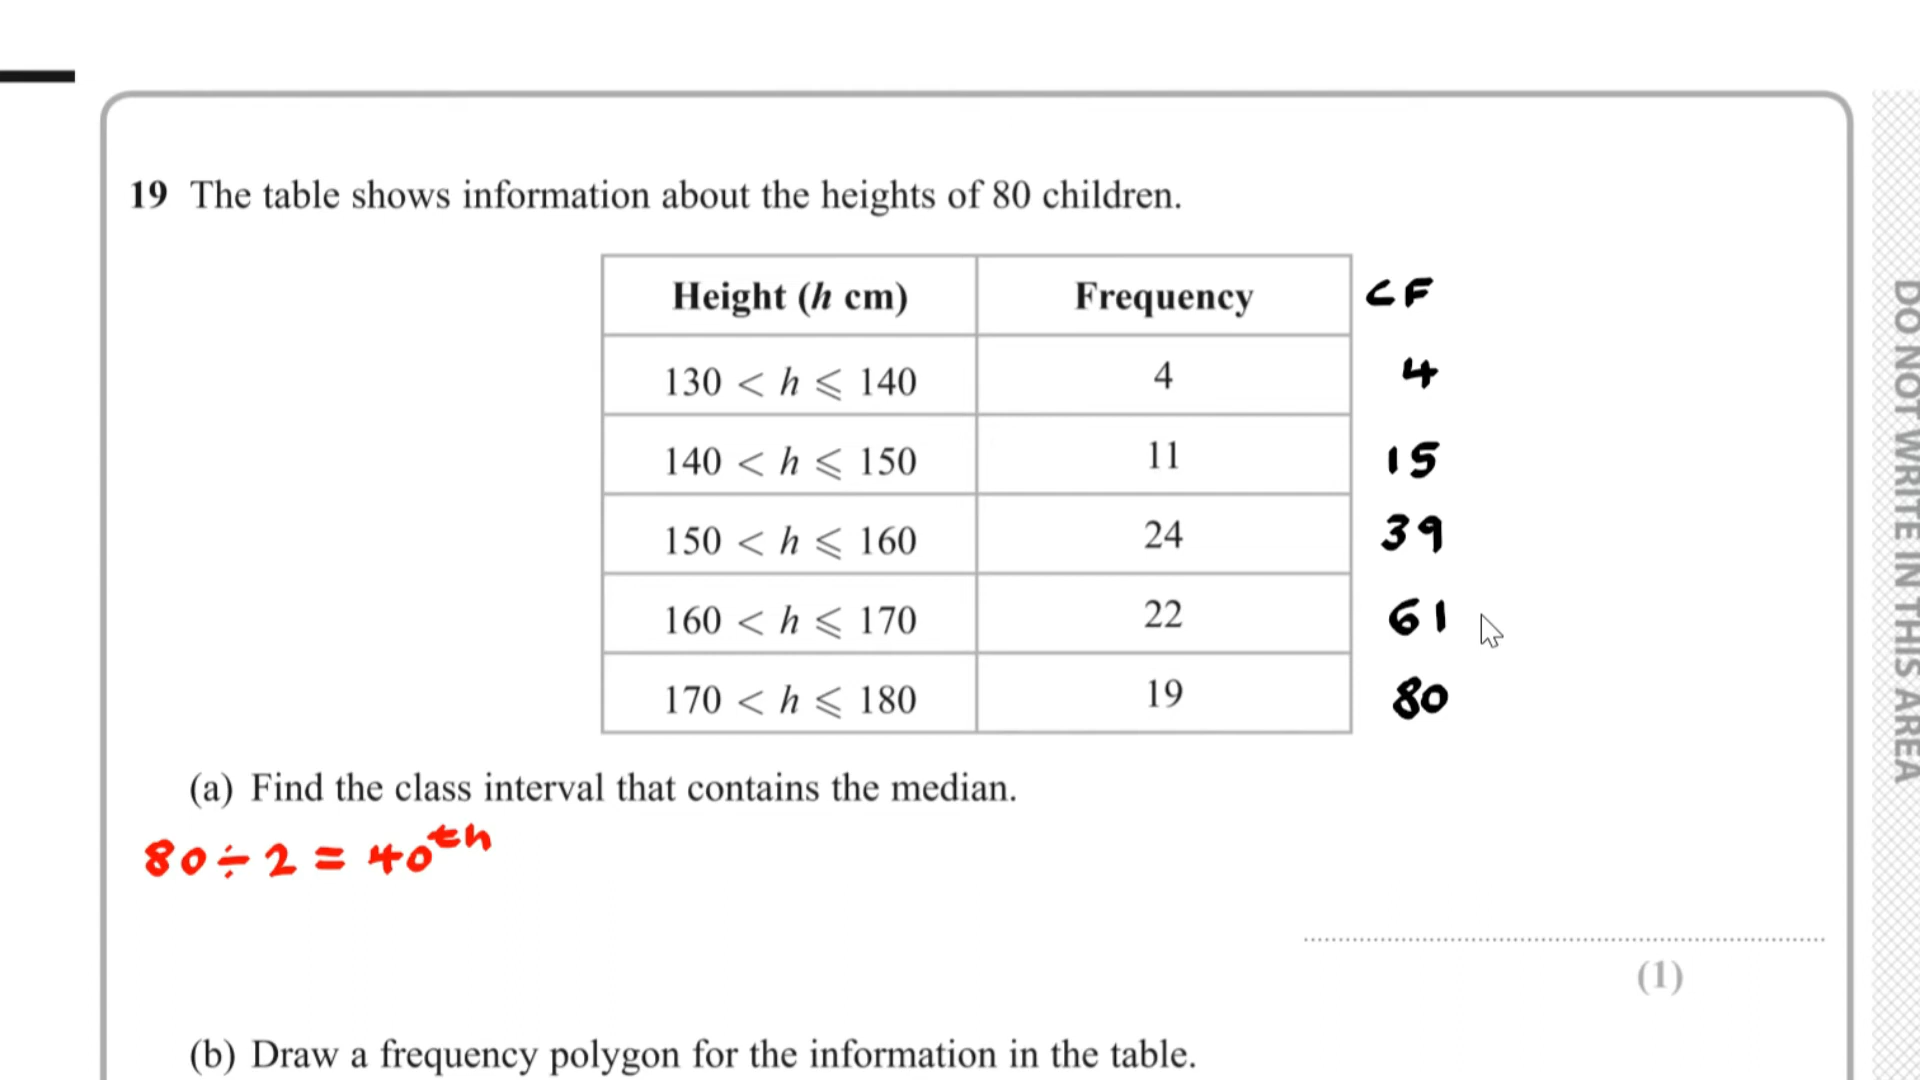 19 The table shows information about the heights of 80 children.
Height (h cm) Frequency CF
130 < h ⩽ 140 4 4
140 < h ⩽ 150 11 15
150 < h ⩽ 160 24 39
160 < h ⩽ 170 22 61
170 < h ⩽ 180 19 80
(a) Find the class interval that contains the median.
80 ÷ 2 = 40th
(1)
(b) Draw a frequency polygon for the information in the table.
DO NOT WRITE IN THIS AREA